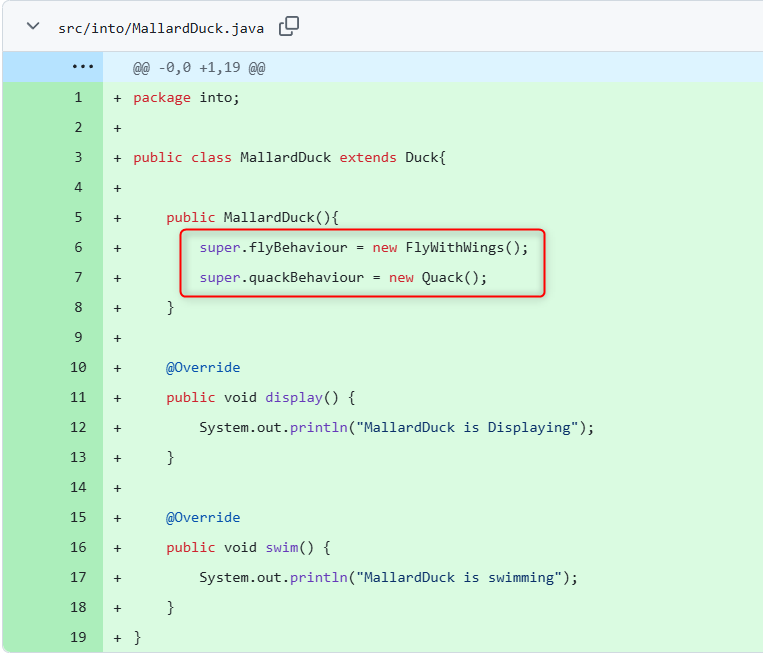 src/into/MallardDuck.java
... @@ -0,0 +1,19 @@
1 + package into;
2 +
3 + public class MallardDuck extends Duck{
4 +
5 +     public MallardDuck(){
6 +         super.flyBehaviour = new FlyWithWings();
7 +         super.quackBehaviour = new Quack();
8 +     }
9 +
10 +     @Override
11 +     public void display() {
12 +         System.out.println("MallardDuck is Displaying");
13 +     }
14 +
15 +     @Override
16 +     public void swim() {
17 +         System.out.println("MallardDuck is swimming");
18 +     }
19 + }